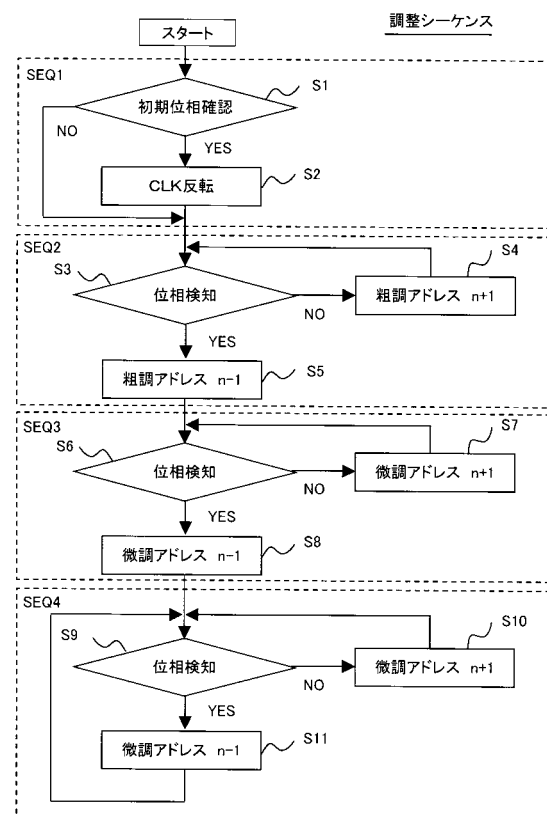 調整シーケンス
スタート
SEQ1
初期位相確認
S1
NO
YES
CLK反転
S2
SEQ2
S3
位相検知
NO
粗調アドレス n+1
S4
YES
粗調アドレス n-1
S5
SEQ3
S6
位相検知
NO
微調アドレス n+1
S7
YES
微調アドレス n-1
S8
SEQ4
S9
位相検知
NO
微調アドレス n+1
S10
YES
微調アドレス n-1
S11